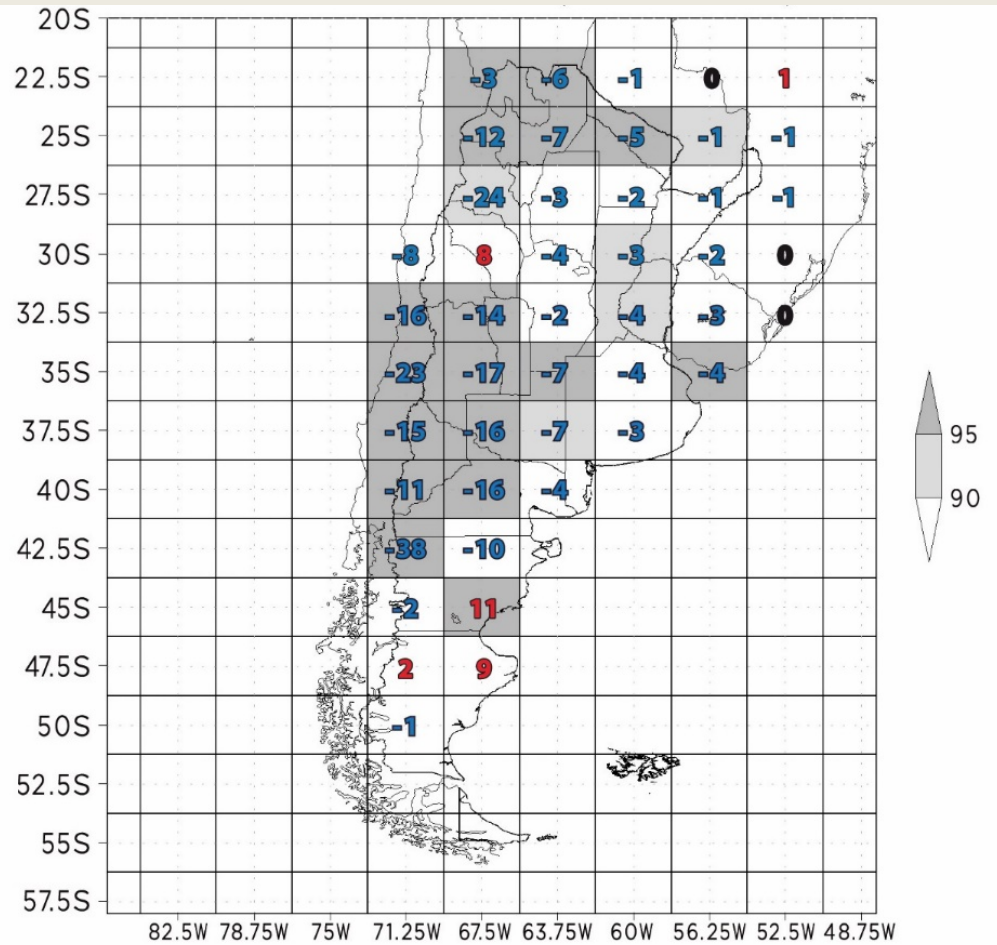 20S
22.5S -3 -6 -1 0 1
25S -12 -7 -5 -1 -1
27.5S -24 -3 -2 -1 -1
30S -8 8 -4 -3 -2 0
32.5S -16 -14 -2 -4 -3 0
35S -23 -17 -7 -4 -4
95
37.5S -15 -16 -7 -3
40S -11 -16 -4
90
42.5S -38 -10
45S -2 11
47.5S 2 9
50S -1
52.5S
55S
57.5S
82.5W 78.75W 75W 71.25W 67.5W 63.75W 60W 56.25W 52.5W 48.75W